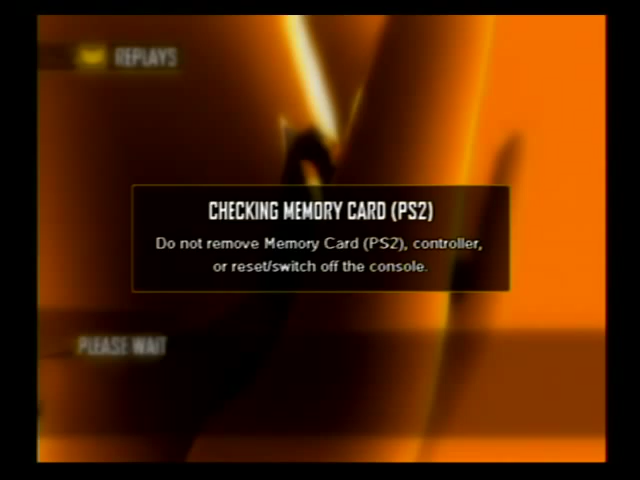 REPLAYS
CHECKING MEMORY CARD (PS2)
Do not remove Memory Card (PS2), controller,
or reset/switch off the console.
PLEASE WAIT